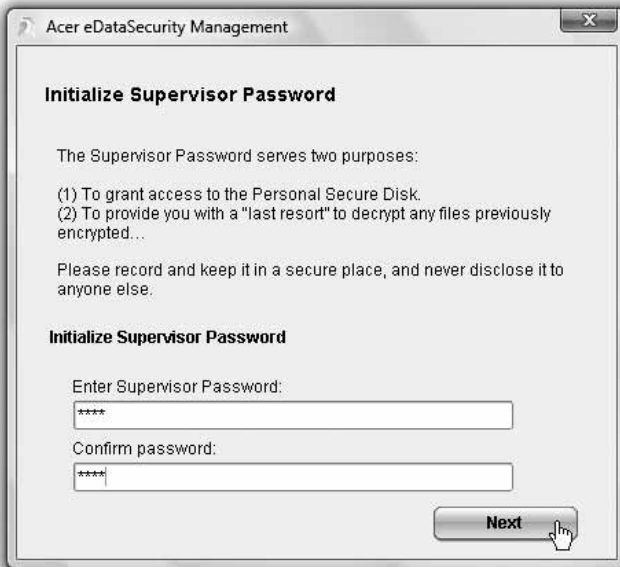 Acer eDataSecurity Management
X
Initialize Supervisor Password
The Supervisor Password serves two purposes:
(1) To grant access to the Personal Secure Disk.
(2) To provide you with a "last resort" to decrypt any files previously
encrypted...
Please record and keep it in a secure place, and never disclose it to
anyone else.
Initialize Supervisor Password
Enter Supervisor Password:
****
Confirm password:
****
Next